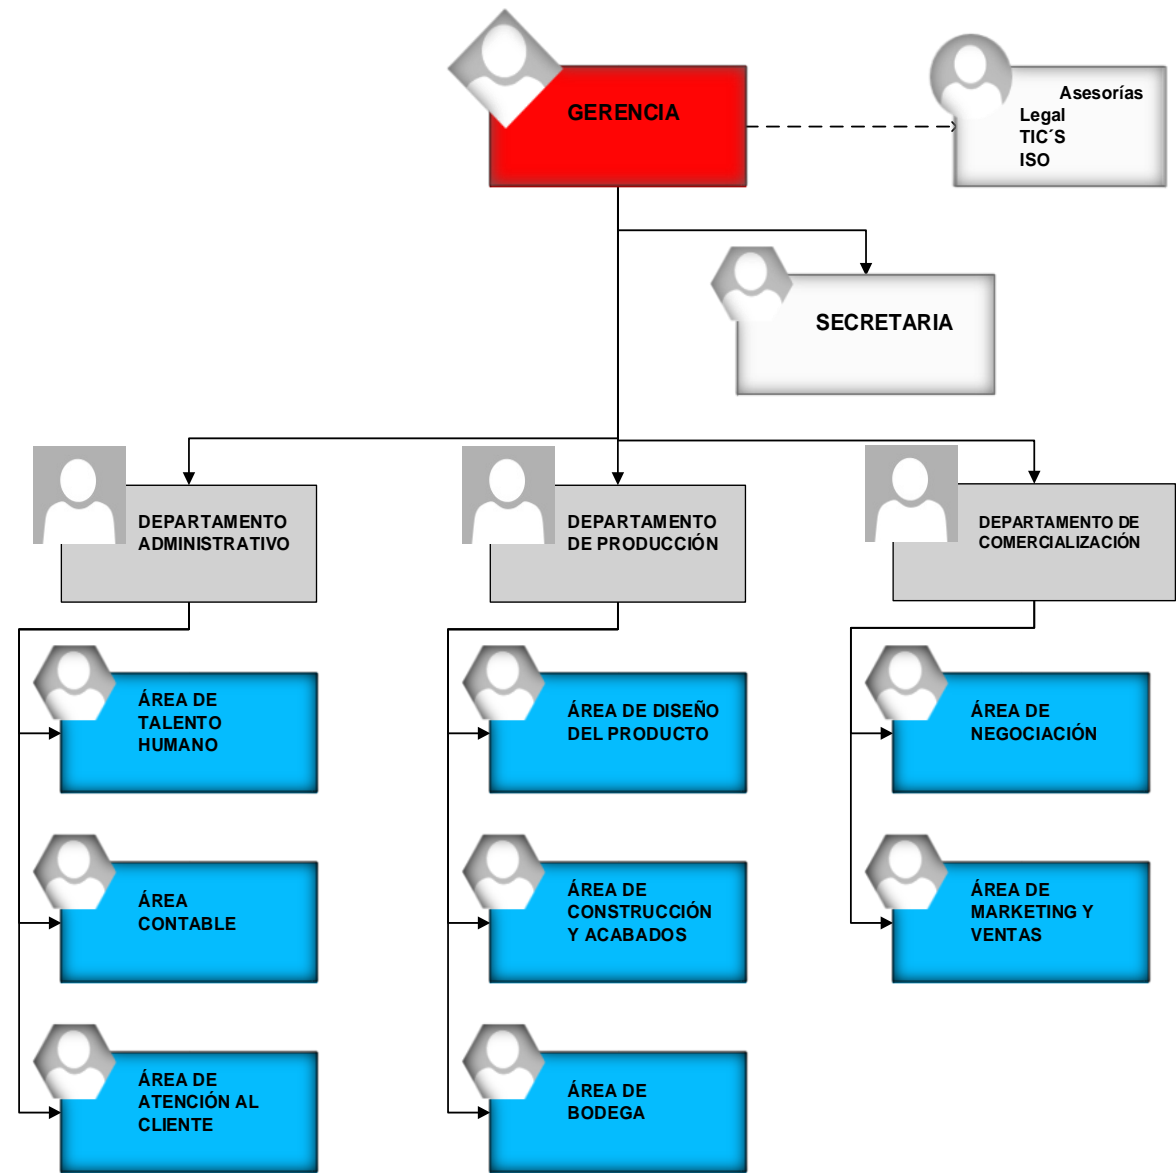 GERENCIA
Asesorías
Legal
TIC´S
ISO
SECRETARIA
DEPARTAMENTO
ADMINISTRATIVO
DEPARTAMENTO
DE PRODUCCIÓN
DEPARTAMENTO DE
COMERCIALIZACIÓN
ÁREA DE
TALENTO
HUMANO
ÁREA DE DISEÑO
DEL PRODUCTO
ÁREA DE
NEGOCIACIÓN
ÁREA
CONTABLE
ÁREA DE
CONSTRUCCIÓN
Y ACABADOS
ÁREA DE
MARKETING Y
VENTAS
ÁREA DE
ATENCIÓN AL
CLIENTE
ÁREA DE
BODEGA